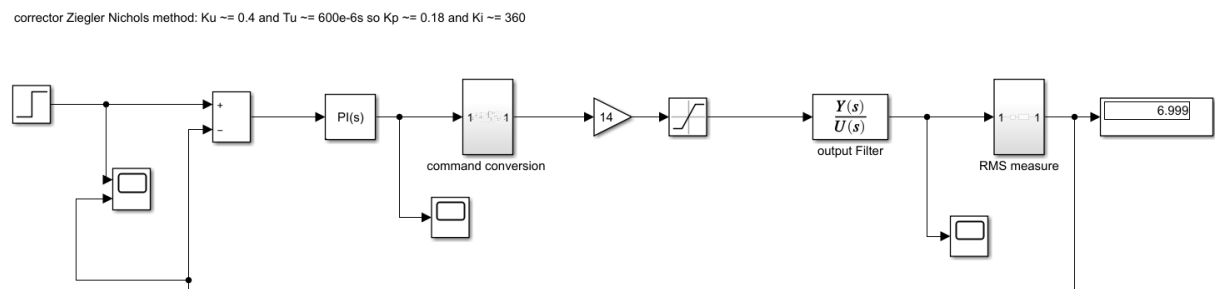 corrector Ziegler Nichols method: Ku ~= 0.4 and Tu ~= 600e-6s so Kp ~= 0.18 and Ki ~= 360
+
−
PI(s)
1
1
command conversion
14
Y(s)
U(s)
output Filter
1
1
RMS measure
6.999